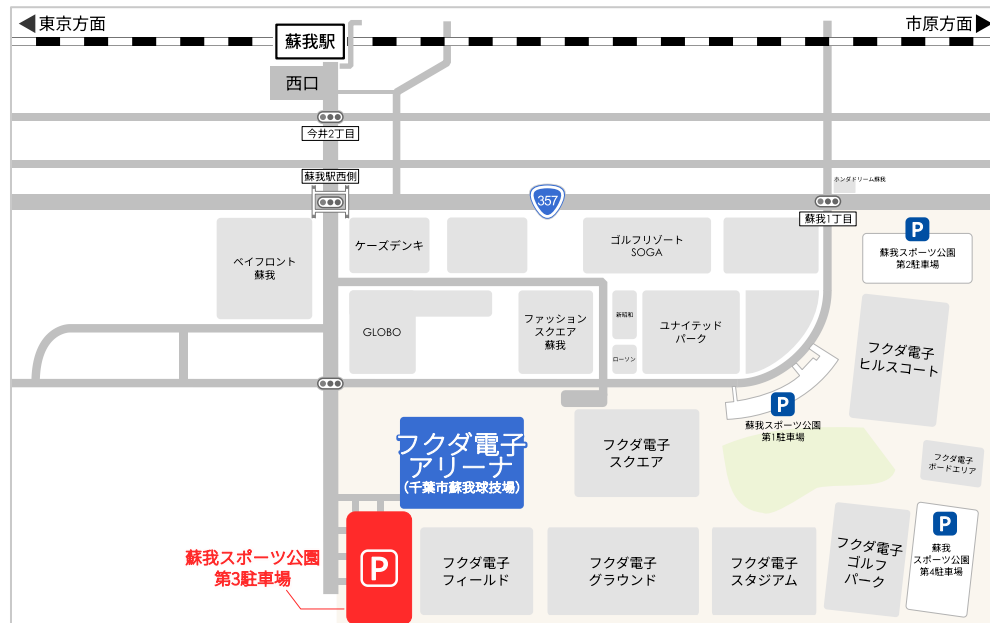 東京方面
市原方面
蘇我駅
西口
今井2丁目
蘇我駅西側
357
ホンダドリーム蘇我
蘇我1丁目
ベイフロント
蘇我
ケーズデンキ
ゴルフリゾート
SOGA
P
蘇我スポーツ公園
第2駐車場
GLOBO
ファッション
スクエア
蘇我
新昭和
ローソン
ユナイテッド
パーク
フクダ電子
ヒルスコート
P
蘇我スポーツ公園
第1駐車場
フクダ電子
アリーナ
(千葉市蘇我球技場)
フクダ電子
スクエア
フクダ電子
ボードエリア
蘇我スポーツ公園
第3駐車場
P
フクダ電子
フィールド
フクダ電子
グラウンド
フクダ電子
スタジアム
フクダ電子
ゴルフ
パーク
P
蘇我
スポーツ公園
第4駐車場